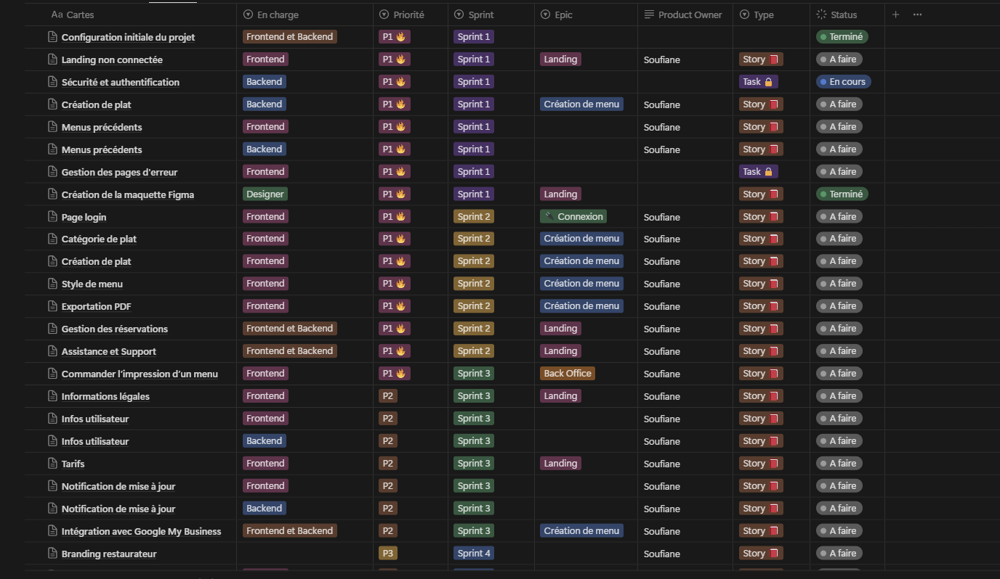 Aa Cartes En charge Priorité Sprint Epic Product Owner Type Status
Configuration initiale du projet Frontend et Backend P1 🔥 Sprint 1 Terminé
Landing non connectée Frontend P1 🔥 Sprint 1 Landing Soufiane Story 📕 A faire
Sécurité et authentification Backend P1 🔥 Sprint 1 Task 🔒 En cours
Création de plat Backend P1 🔥 Sprint 1 Création de menu Soufiane Story 📕 A faire
Menus précédents Frontend P1 🔥 Sprint 1 Soufiane Story 📕 A faire
Menus précédents Backend P1 🔥 Sprint 1 Soufiane Story 📕 A faire
Gestion des pages d'erreur Frontend P1 🔥 Sprint 1 Task 🔒 A faire
Création de la maquette Figma Designer P1 🔥 Sprint 1 Landing Story 📕 Terminé
Page login Frontend P1 🔥 Sprint 2 🔌 Connexion Soufiane Story 📕 A faire
Catégorie de plat Frontend P1 🔥 Sprint 2 Création de menu Soufiane Story 📕 A faire
Création de plat Frontend P1 🔥 Sprint 2 Création de menu Soufiane Story 📕 A faire
Style de menu Frontend P1 🔥 Sprint 2 Création de menu Soufiane Story 📕 A faire
Exportation PDF Frontend P1 🔥 Sprint 2 Création de menu Soufiane Story 📕 A faire
Gestion des réservations Frontend et Backend P1 🔥 Sprint 2 Landing Soufiane Story 📕 A faire
Assistance et Support Frontend et Backend P1 🔥 Sprint 2 Landing Soufiane Story 📕 A faire
Commander l’impression d’un menu Frontend P1 🔥 Sprint 3 Back Office Soufiane Story 📕 A faire
Informations légales Frontend P2 Sprint 3 Landing Soufiane Story 📕 A faire
Infos utilisateur Frontend P2 Sprint 3 Soufiane Story 📕 A faire
Infos utilisateur Backend P2 Sprint 3 Soufiane Story 📕 A faire
Tarifs Frontend P2 Sprint 3 Landing Soufiane Story 📕 A faire
Notification de mise à jour Frontend P2 Sprint 3 Soufiane Story 📕 A faire
Notification de mise à jour Backend P2 Sprint 3 Soufiane Story 📕 A faire
Intégration avec Google My Business Frontend et Backend P2 Sprint 3 Création de menu Soufiane Story 📕 A faire
Branding restaurateur P3 Sprint 4 Soufiane Story 📕 A faire